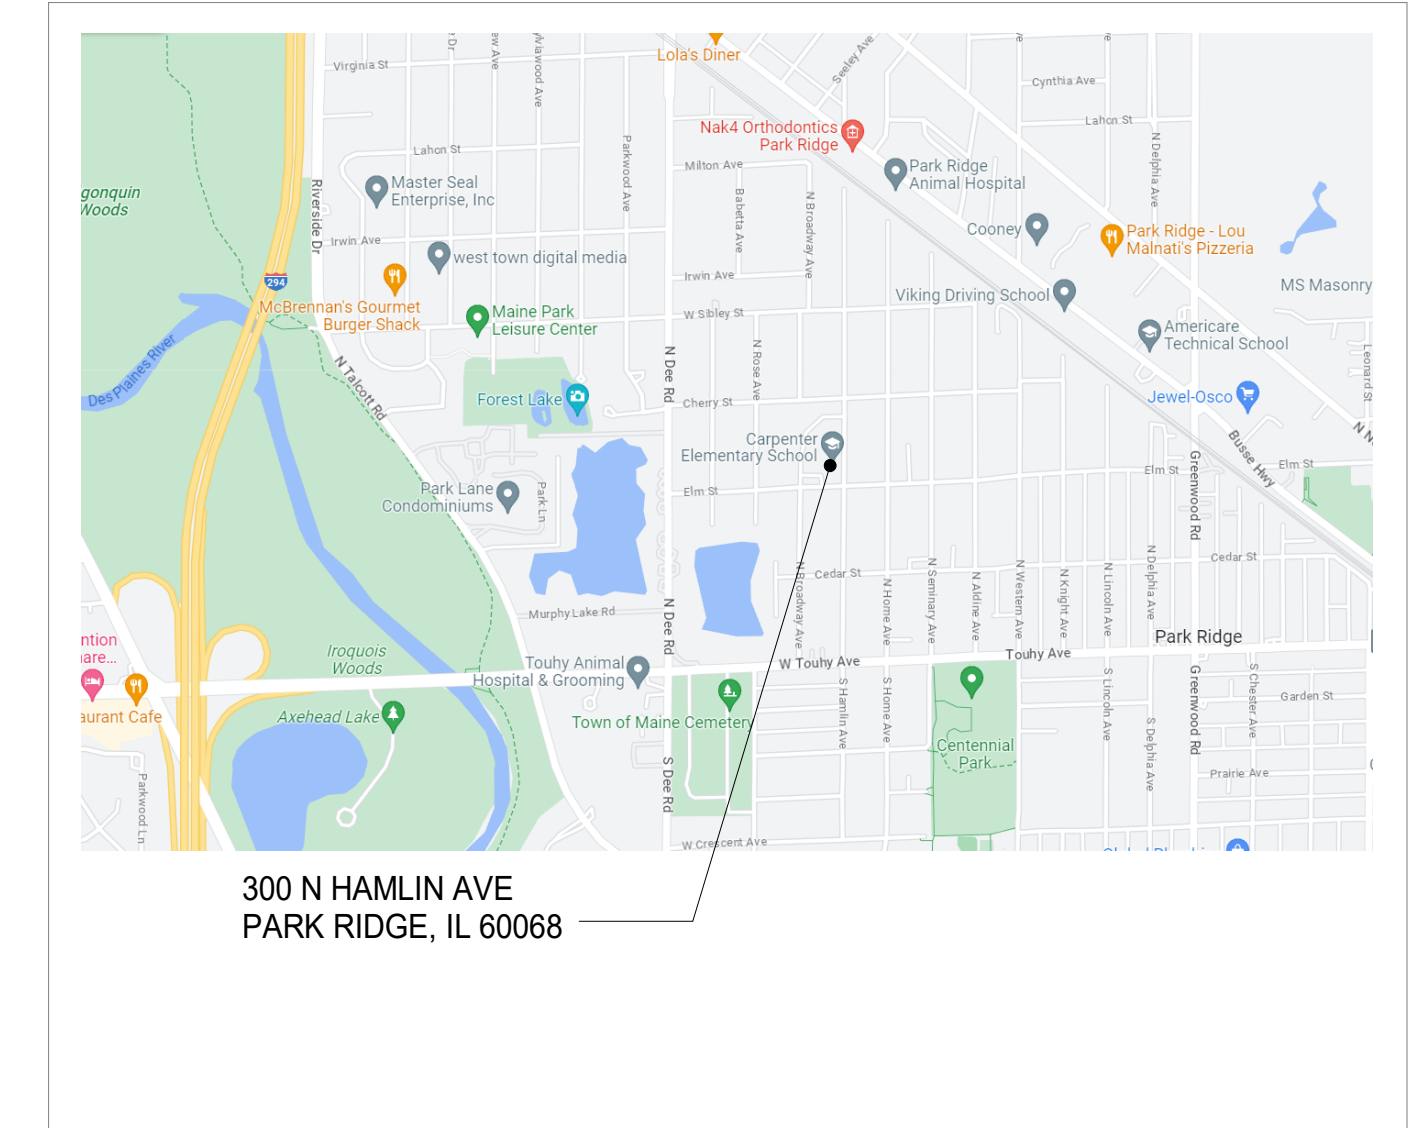 Virginia St
Lola's Diner
Seeley Ave
Cynthia Ave
Lahon St
Nak4 Orthodontics
Park Ridge
Lahon St
Parkwood Ave
Milton Ave
Babetta Ave
N Broadway Ave
Park Ridge
Animal Hospital
N Delphia Ave
gonquin
Woods
Riverside Dr
Master Seal
Enterprise, Inc
Irwin Ave
west town digital media
Cooney
Park Ridge - Lou
Malnati's Pizzeria
294
Irwin Ave
McBrennan's Gourmet
Burger Shack
Maine Park
Leisure Center
W Sibley St
Viking Driving School
MS Masonry
Americare
Technical School
Leonard St
Des Plaines River
N Talcott Rd
N Dee Rd
N Rose Ave
Forest Lake
Cherry St
Jewel-Osco
Busse Hwy
Carpenter
Elementary School
Park Lane
Condominiums
Park Ln
Elm St
Elm St
Elm St
Greenwood Rd
Cedar St
Cedar St
N Broadway Ave
N Home Ave
N Seminary Ave
N Aldine Ave
N Western Ave
N Knight Ave
N Lincoln Ave
N Delphia Ave
Murphy Lake Rd
N Dee Rd
Park Ridge
Iroquois
Woods
Touhy Animal
Hospital & Grooming
W Touhy Ave
Touhy Ave
ntion
are...
aurant Cafe
Axehead Lake
Town of Maine Cemetery
S Hamlin Ave
S Home Ave
Centennial
Park
S Lincoln Ave
S Delphia Ave
Greenwood Rd
S Chester Ave
Garden St
Prairie Ave
Parkwood Ln
S Dee Rd
W Crescent Ave
300 N HAMLIN AVE
PARK RIDGE, IL 60068